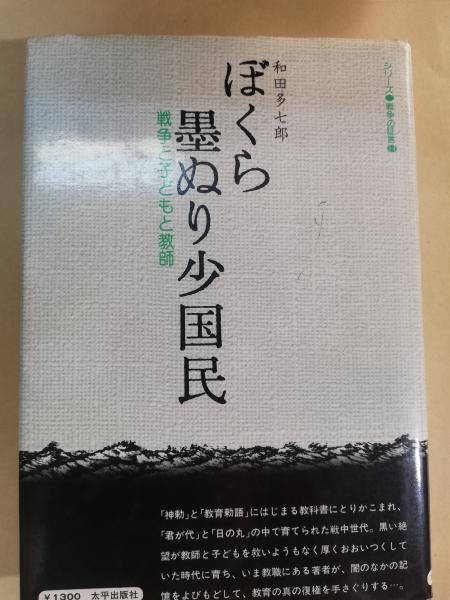 シリーズ●戦争の証言
和田多七郎
ぼくら
墨ぬり少国民
戦争と子どもと教師
「神勅」と「教育勅語」にはじまる教科書にとりかこまれ、
「君が代」と「日の丸」の中で育てられた戦中世代。黒い絶
望が教師と子どもを救いようもなく厚くおおいつくして
いた時代に育ち、いま教職にある著者が、闇のなかの記
憶をよびもどして、教育の真の復権を手さぐりする…。
¥1300 太平出版社